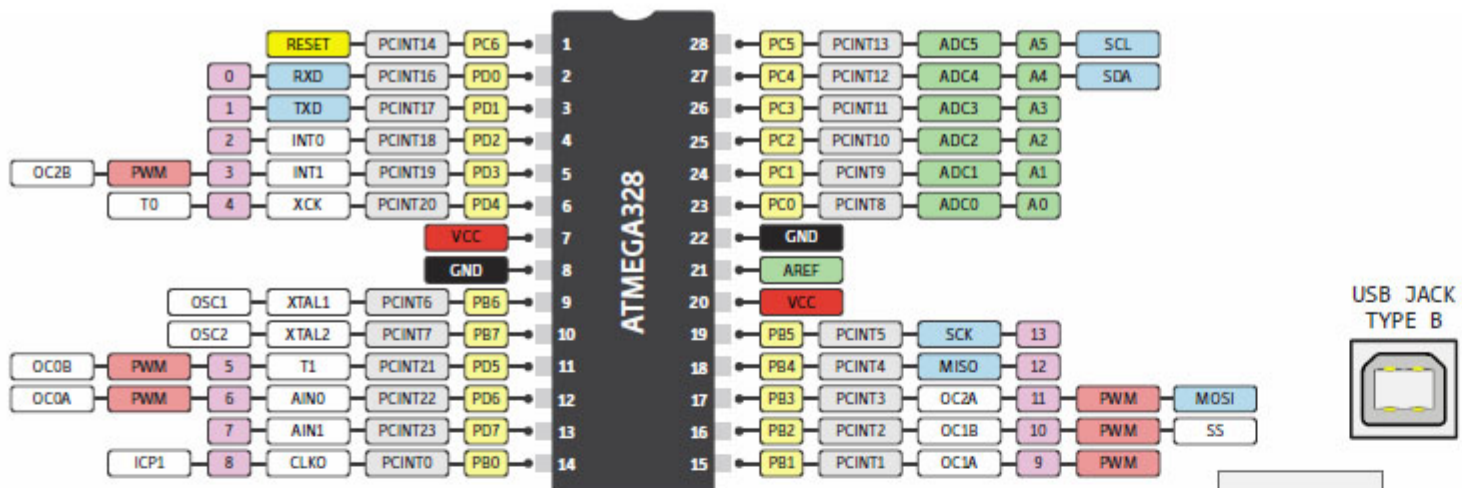 RESET PCINT14 PC6 1 28 PC5 PCINT13 ADC5 A5 SCL
0 RXD PCINT16 PD0 2 27 PC4 PCINT12 ADC4 A4 SDA
1 TXD PCINT17 PD1 3 26 PC3 PCINT11 ADC3 A3
2 INT0 PCINT18 PD2 4 25 PC2 PCINT10 ADC2 A2
OC2B PWM 3 INT1 PCINT19 PD3 5 24 PC1 PCINT9 ADC1 A1
T0 4 XCK PCINT20 PD4 6 23 PC0 PCINT8 ADC0 A0
VCC 7 22 GND
GND 8 21 AREF
OSC1 XTAL1 PCINT6 PB6 9 20 VCC
OSC2 XTAL2 PCINT7 PB7 10 19 PB5 PCINT5 SCK 13
OC0B PWM 5 T1 PCINT21 PD5 11 18 PB4 PCINT4 MISO 12
OC0A PWM 6 AIN0 PCINT22 PD6 12 17 PB3 PCINT3 OC2A 11 PWM MOSI
7 AIN1 PCINT23 PD7 13 16 PB2 PCINT2 OC1B 10 PWM SS
ICP1 8 CLKO PCINT0 PB0 14 15 PB1 PCINT1 OC1A 9 PWM
ATMEGA328
USB JACK
TYPE B